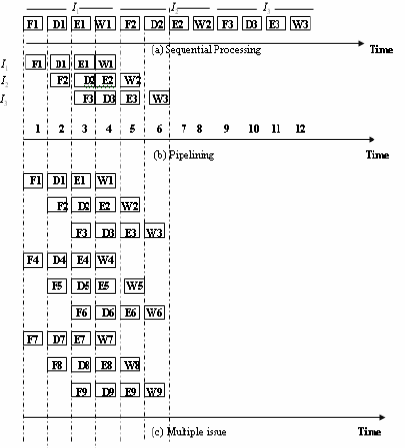 I₁ I₂ I₃
F1 D1 E1 W1 F2 D2 E2 W2 F3 D3 E3 W3
(a) Sequential Processing Time
I₁ F1 D1 E1 W1
I₂ F2 D2 E2 W2
I₃ F3 D3 E3 W3
1 2 3 4 5 6 7 8 9 10 11 12
(b) Pipelining Time
F1 D1 E1 W1
F2 D2 E2 W2
F3 D3 E3 W3
F4 D4 E4 W4
F5 D5 E5 W5
F6 D6 E6 W6
F7 D7 E7 W7
F8 D8 E8 W8
F9 D9 E9 W9
Time
(c) Multiple issue